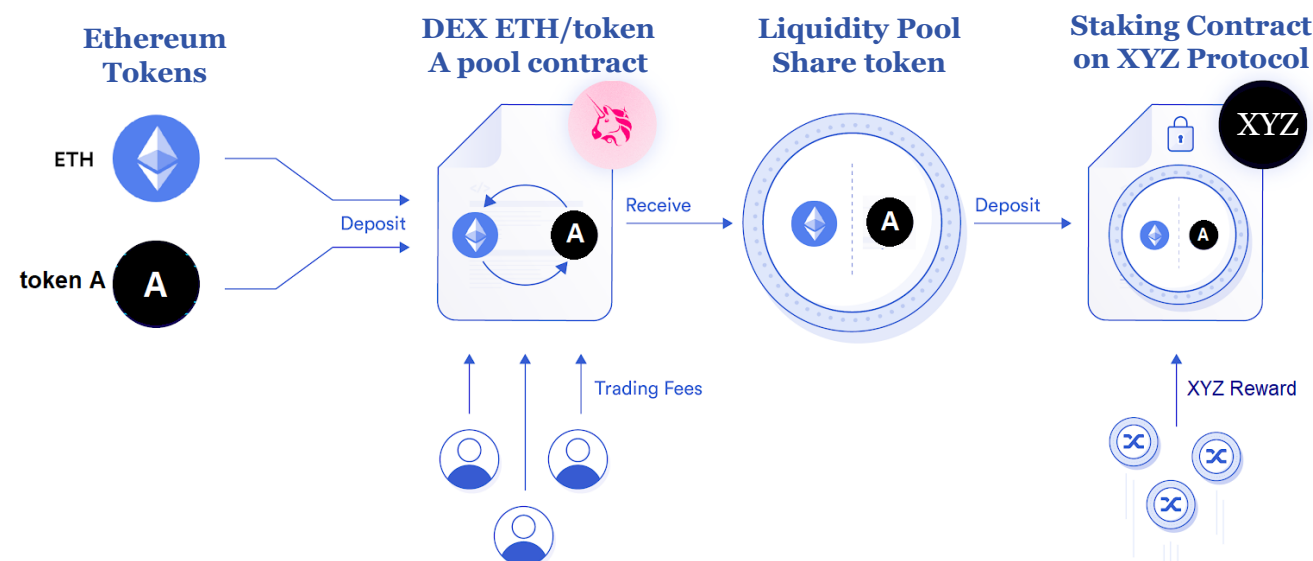 Ethereum
Tokens
DEX ETH/token
A pool contract
Liquidity Pool
Share token
Staking Contract
on XYZ Protocol
XYZ
ETH
Deposit
Receive
Deposit
A
A
A
token A
A
Trading Fees
XYZ Reward